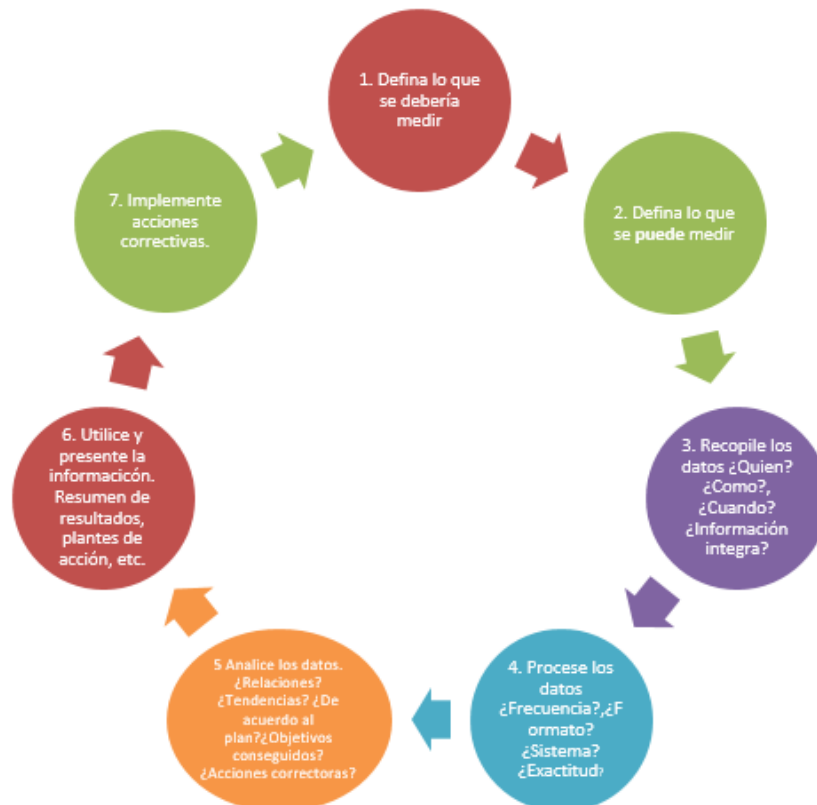 1. Defina lo que
se debería
medir
2. Defina lo que
se puede medir
3. Recopile los
datos ¿Quien?
¿Como?,
¿Cuando?
¿Información
integra?
4. Procese los
datos
¿Frecuencia?,¿F
ormato?
¿Sistema?
¿Exactitud?
5 Analice los datos.
¿Relaciones?
¿Tendencias? ¿De
acuerdo al
plan?¿Objetivos
conseguidos?
¿Acciones correctoras?
6. Utilice y
presente la
informacicón.
Resumen de
resultados,
plantes de
acción, etc.
7. Implemente
acciones
correctivas.